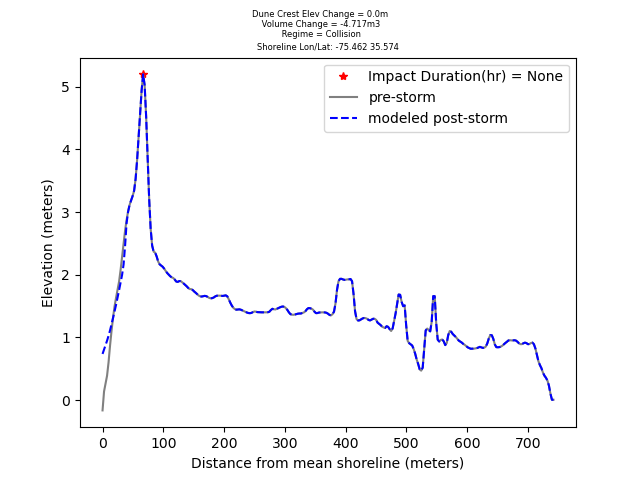 Dune Crest Elev Change = 0.0m
Volume Change = -4.717m3
Regime = Collision
Shoreline Lon/Lat: -75.462 35.574
Impact Duration(hr) = None
pre-storm
modeled post-storm
Elevation (meters)
5
4
3
2
1
0
0 100 200 300 400 500 600 700
Distance from mean shoreline (meters)